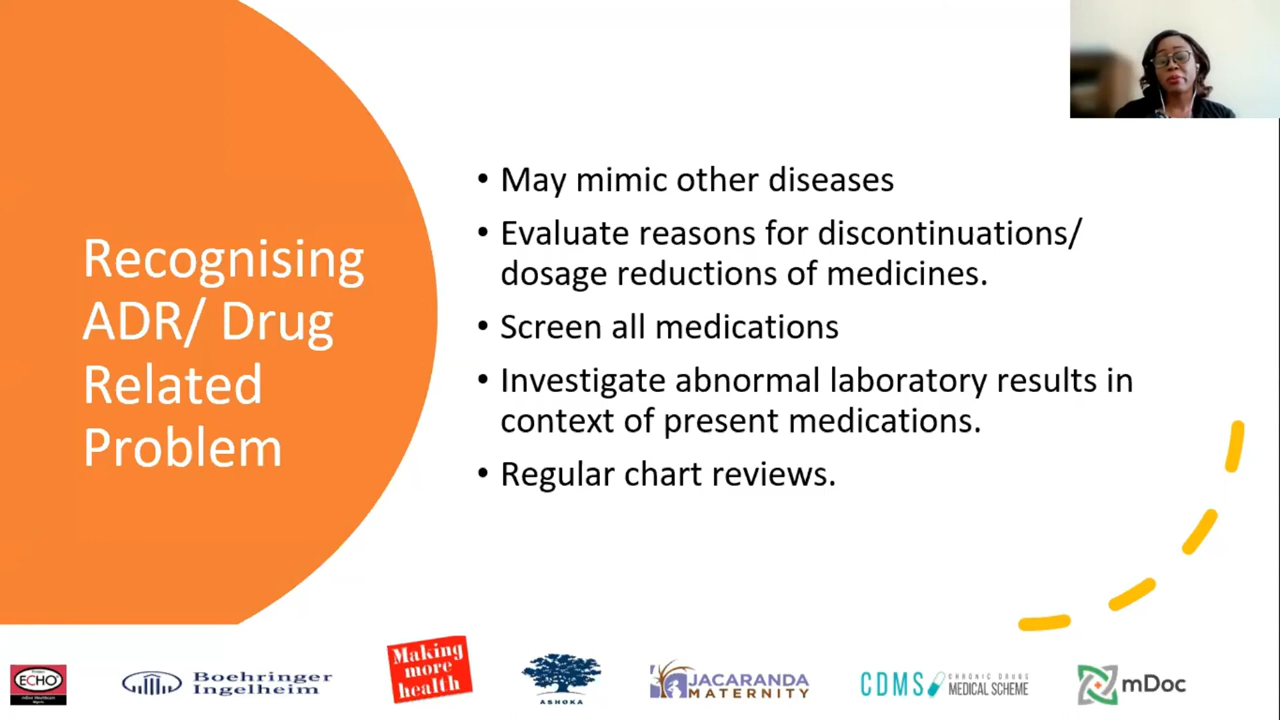 Recognising
ADR/ Drug
Related
Problem
• May mimic other diseases
• Evaluate reasons for discontinuations/
dosage reductions of medicines.
• Screen all medications
• Investigate abnormal laboratory results in
context of present medications.
• Regular chart reviews.
ECHO
Boehringer
Ingelheim
Making
more
health
ASHOKA
JACARANDA
MATERNITY
CDMS
CHRONIC DRUGS
MEDICAL SCHEME
mDoc